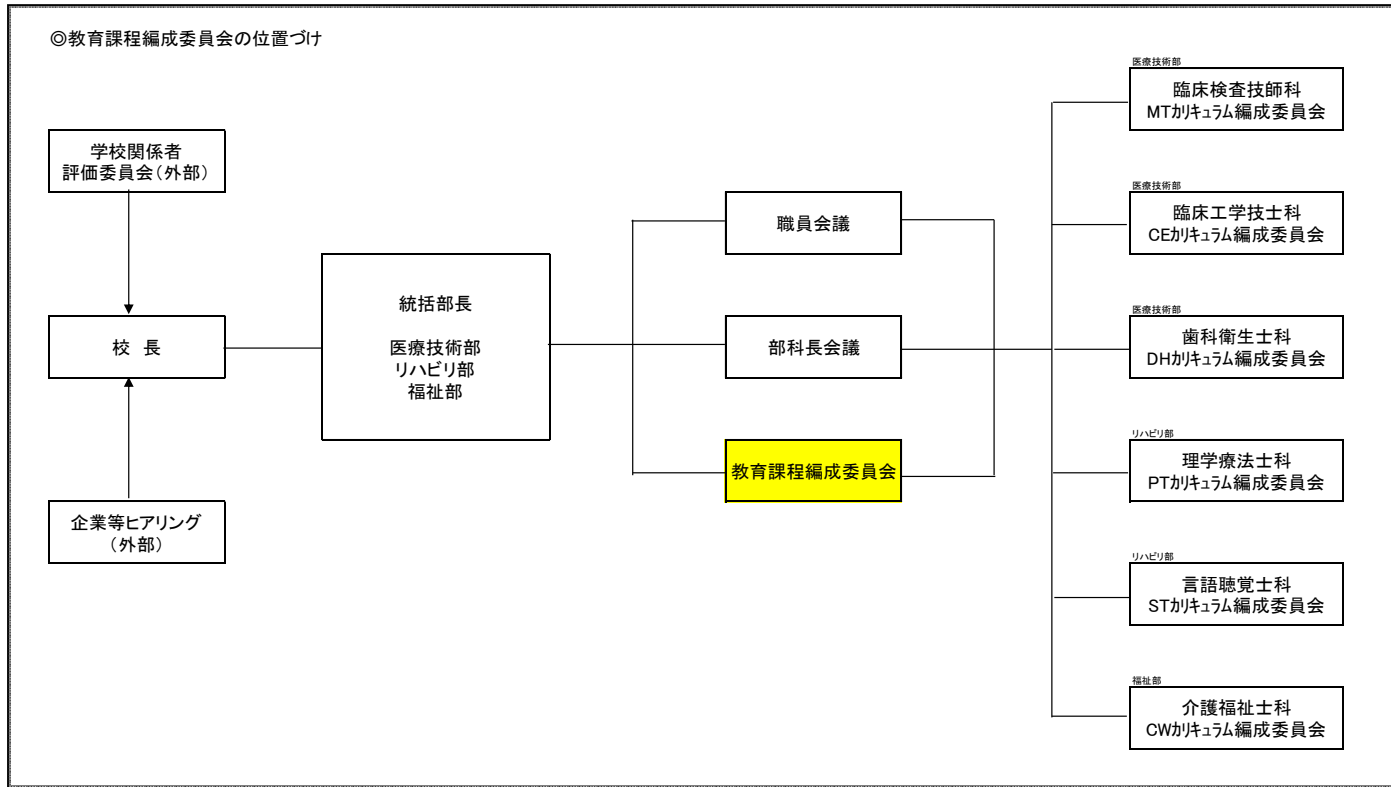 ◎教育課程編成委員会の位置づけ
学校関係者
評価委員会(外部)
校 長
企業等ヒアリング
(外部)
統括部長
医療技術部
リハビリ部
福祉部
職員会議
部科長会議
教育課程編成委員会
医療技術部
臨床検査技師科
MTカリキュラム編成委員会
医療技術部
臨床工学技士科
CEカリキュラム編成委員会
医療技術部
歯科衛生士科
DHカリキュラム編成委員会
リハビリ部
理学療法士科
PTカリキュラム編成委員会
リハビリ部
言語聴覚士科
STカリキュラム編成委員会
福祉部
介護福祉士科
CWカリキュラム編成委員会